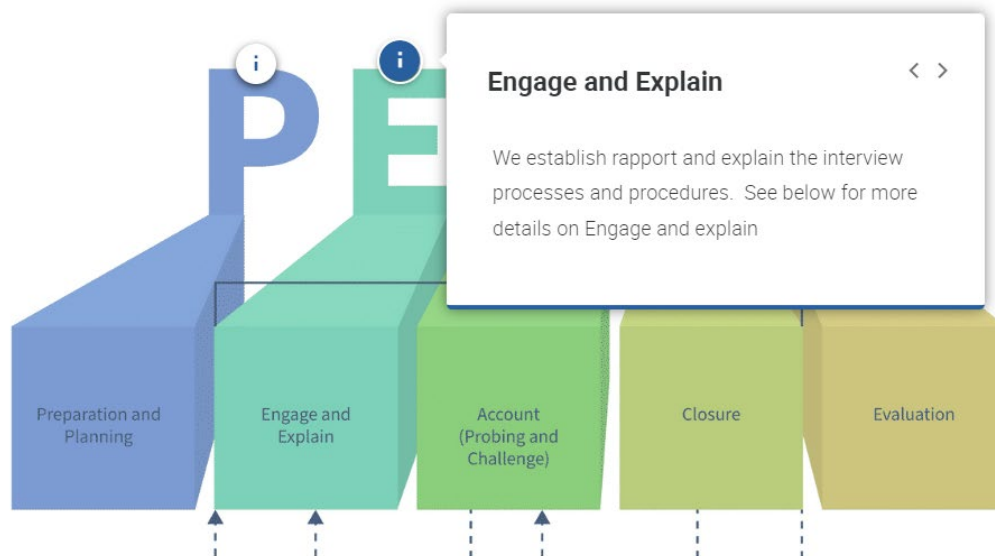 P E
i
i
Engage and Explain
< >
We establish rapport and explain the interview
processes and procedures. See below for more
details on Engage and explain
Preparation and
Planning
Engage and
Explain
Account
(Probing and
Challenge)
Closure
Evaluation